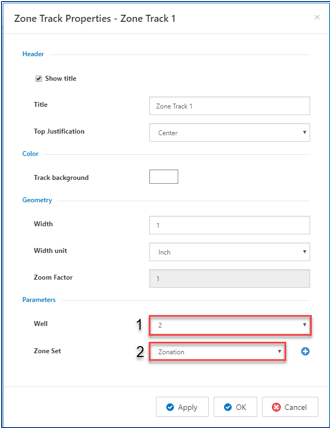 Zone Track Properties - Zone Track 1
Header
Show title
Title Zone Track 1
Top Justification Center
Color
Track background
Geometry
Width 1
Width unit Inch
Zoom Factor 1
Parameters
Well 1 2
Zone Set 2 Zonation
Apply OK Cancel